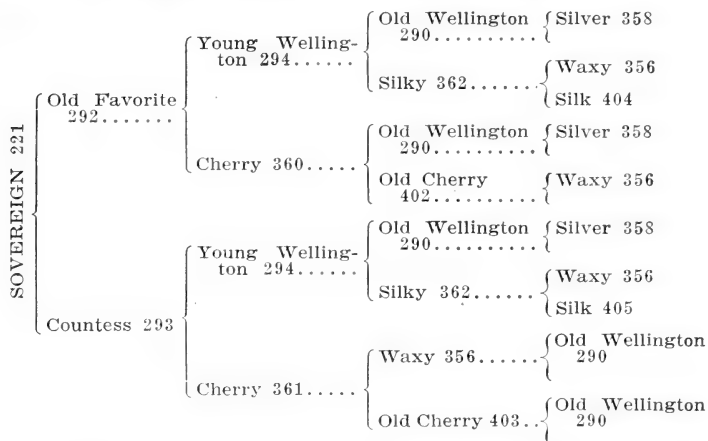 Old Wellington
290..........
Silver 358
Young Welling-
ton 294......
Silky 362.......
Waxy 356
Silk 404
Old Favorite
292.......
Old Wellington
290..........
Silver 358
Cherry 360.....
Old Cherry
402..........
Waxy 356
SOVEREIGN 221
Old Wellington
290..........
Silver 358
Young Welling-
ton 294......
Silky 362.......
Waxy 356
Silk 405
Countess 293
Waxy 356......
Old Wellington
290
Cherry 361.....
Old Cherry 403..
Old Wellington
290